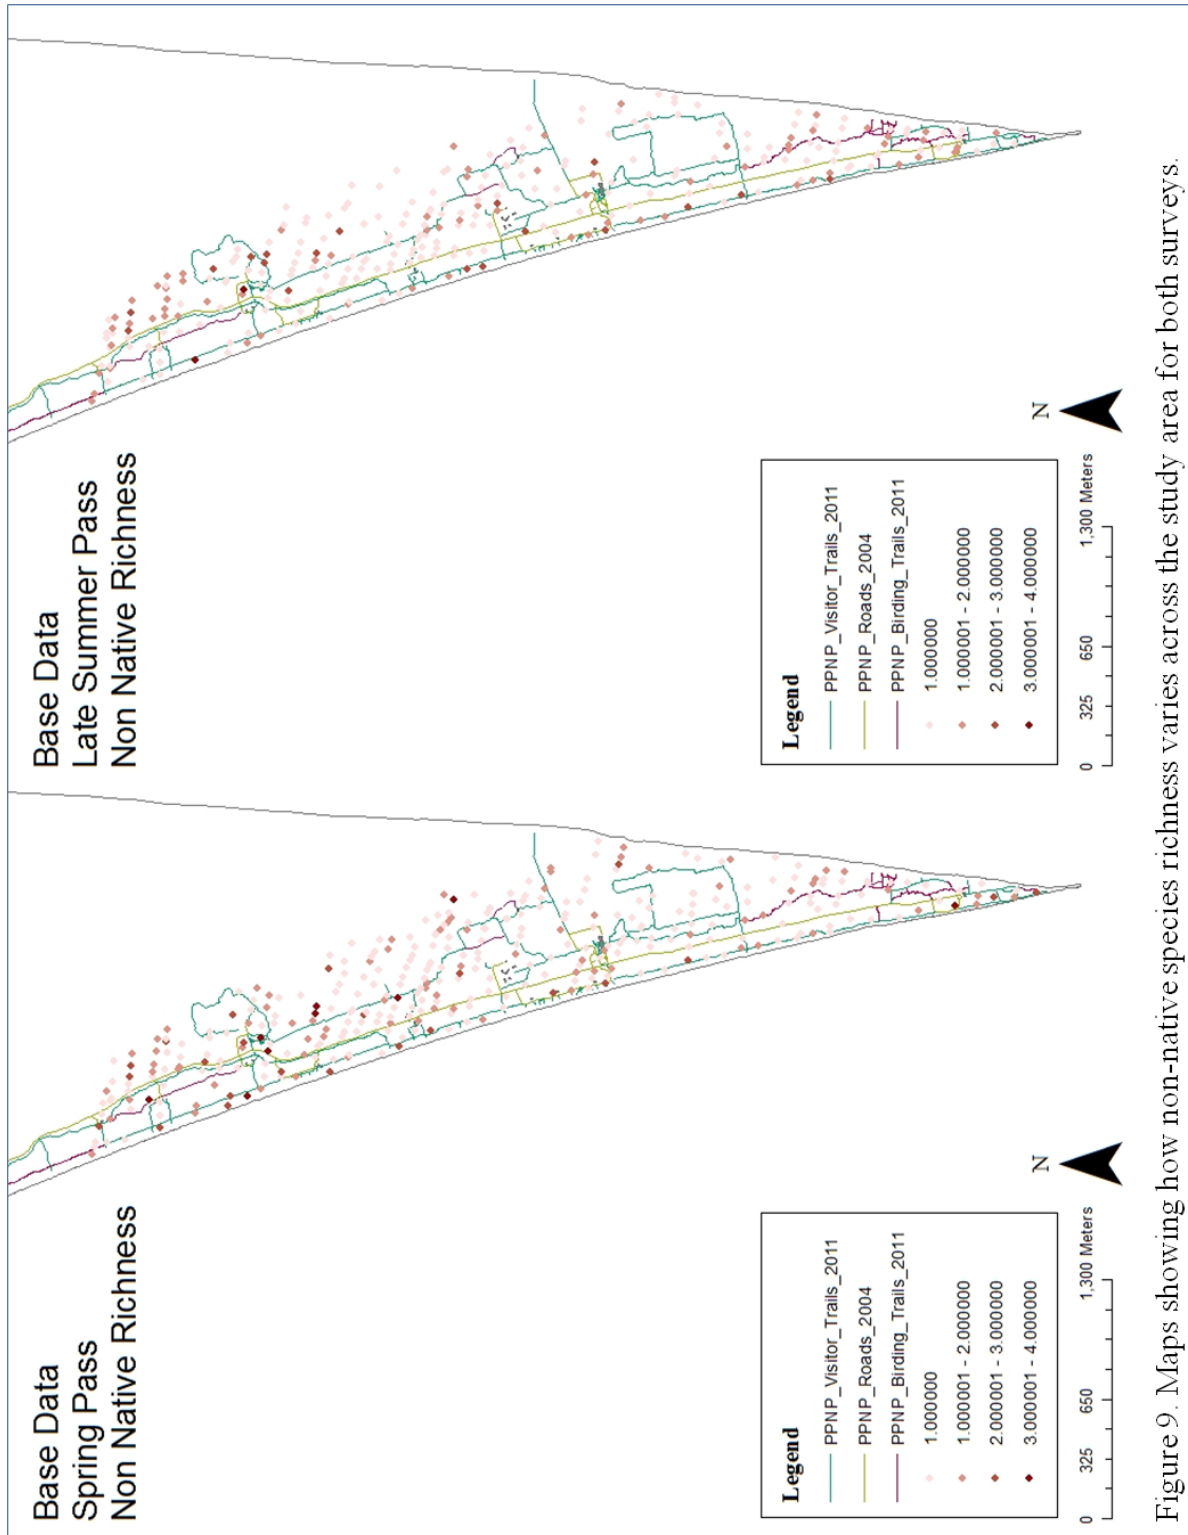 Base Data
Spring Pass
Non Native Richness
Legend
PPNP_Visitor_Trails_2011
PPNP_Roads_2004
PPNP_Birding_Trails_2011
1.000000
1.000001 - 2.000000
2.000001 - 3.000000
3.000001 - 4.000000
0 325 650 1,300 Meters
N
Base Data
Late Summer Pass
Non Native Richness
Legend
PPNP_Visitor_Trails_2011
PPNP_Roads_2004
PPNP_Birding_Trails_2011
1.000000
1.000001 - 2.000000
2.000001 - 3.000000
3.000001 - 4.000000
0 325 650 1,300 Meters
N
Figure 9. Maps showing how non-native species richness varies across the study area for both surveys.